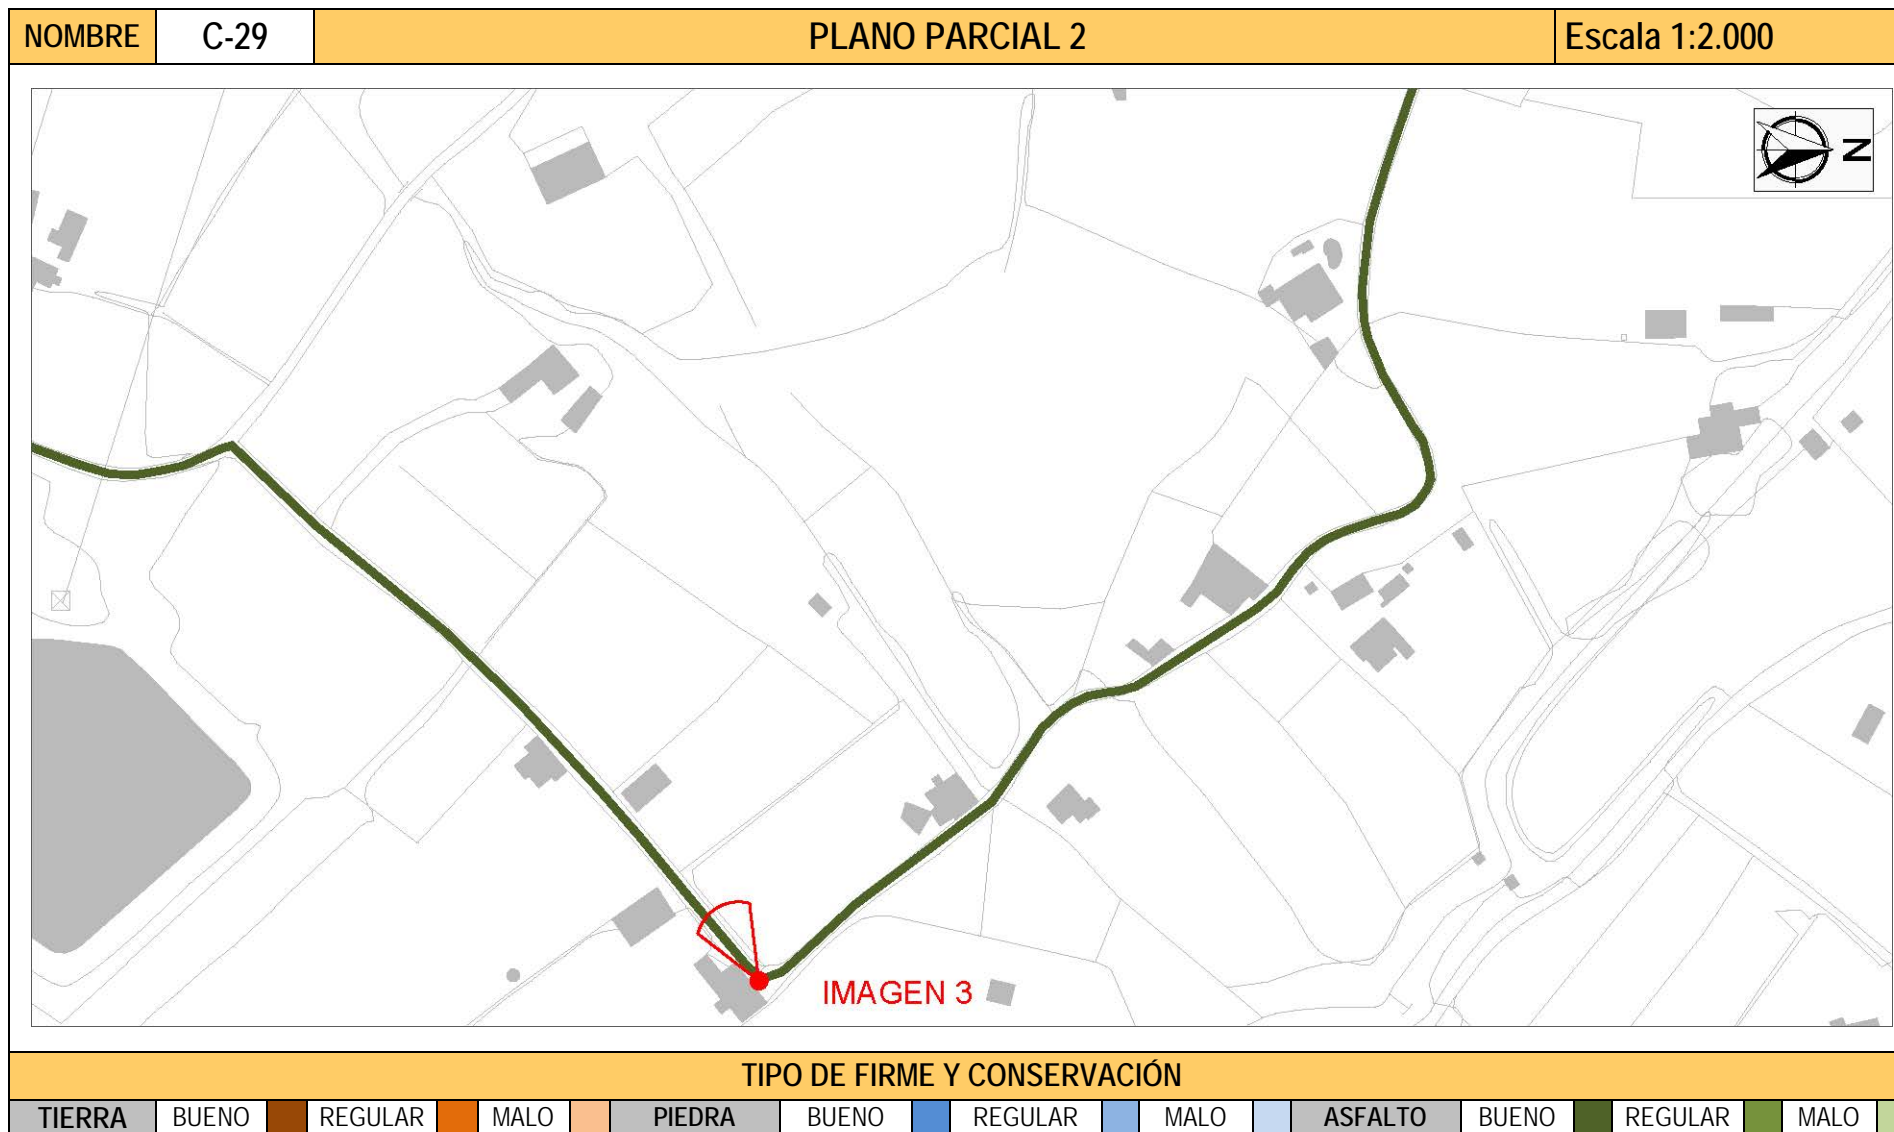 NOMBRE C-29 PLANO PARCIAL 2 Escala 1:2.000
N
IMAGEN 3
TIPO DE FIRME Y CONSERVACIÓN
TIERRA BUENO REGULAR MALO PIEDRA BUENO REGULAR MALO ASFALTO BUENO REGULAR MALO